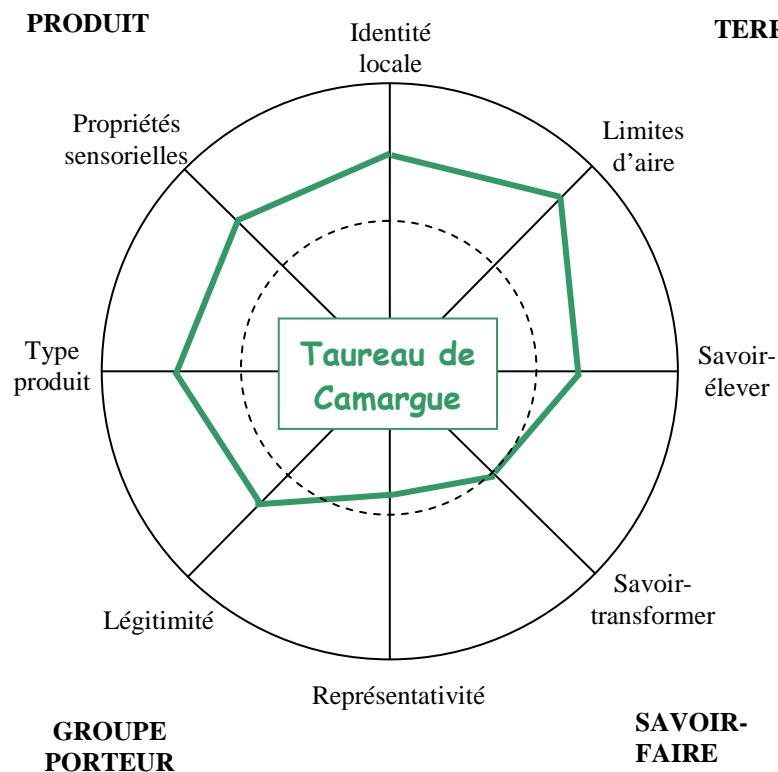 PRODUIT
TERR
Identité
locale
Propriétés
sensorielles
Limites
d'aire
Type
produit
Taureau de
Camargue
Savoir-
élever
Légitimité
Savoir-
transformer
Représentativité
GROUPE
PORTEUR
SAVOIR-
FAIRE